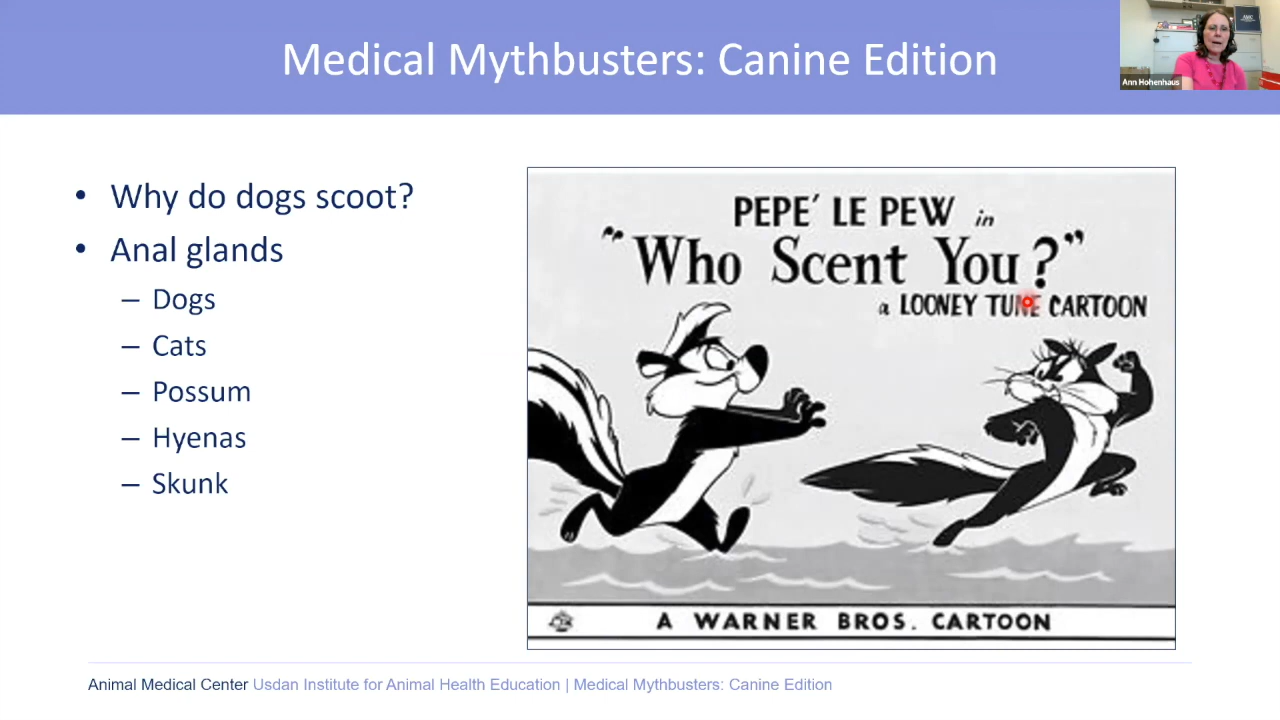 Medical Mythbusters: Canine Edition
Ann Hohenhaus
• Why do dogs scoot?
• Anal glands
– Dogs
– Cats
– Possum
– Hyenas
– Skunk
PEPE´ LE PEW in
"Who Scent You?"
a LOONEY TUNE CARTOON
A WARNER BROS. CARTOON
Animal Medical Center Usdan Institute for Animal Health Education | Medical Mythbusters: Canine Edition